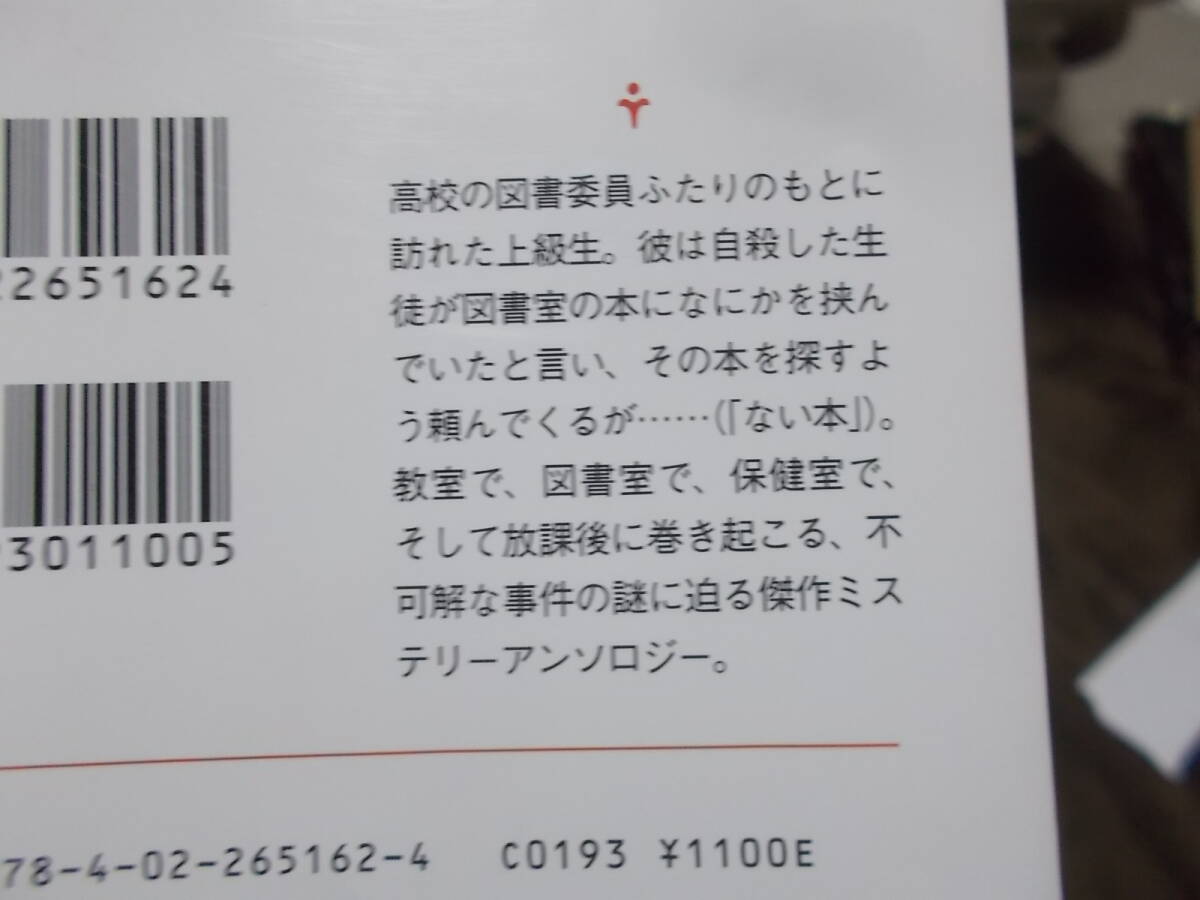 高校の図書委員ふたりのもとに
訪れた上級生。彼は自殺した生
徒が図書室の本になにかを挟ん
でいたと言い、その本を探すよ
う頼んでくるが……(「ない本」)。
教室で、図書室で、保健室で、
そして放課後に巻き起こる、不
可解な事件の謎に迫る傑作ミス
テリーアンソロジー。
22651624
93011005
78-4-02-265162-4 C0193 ¥1100E